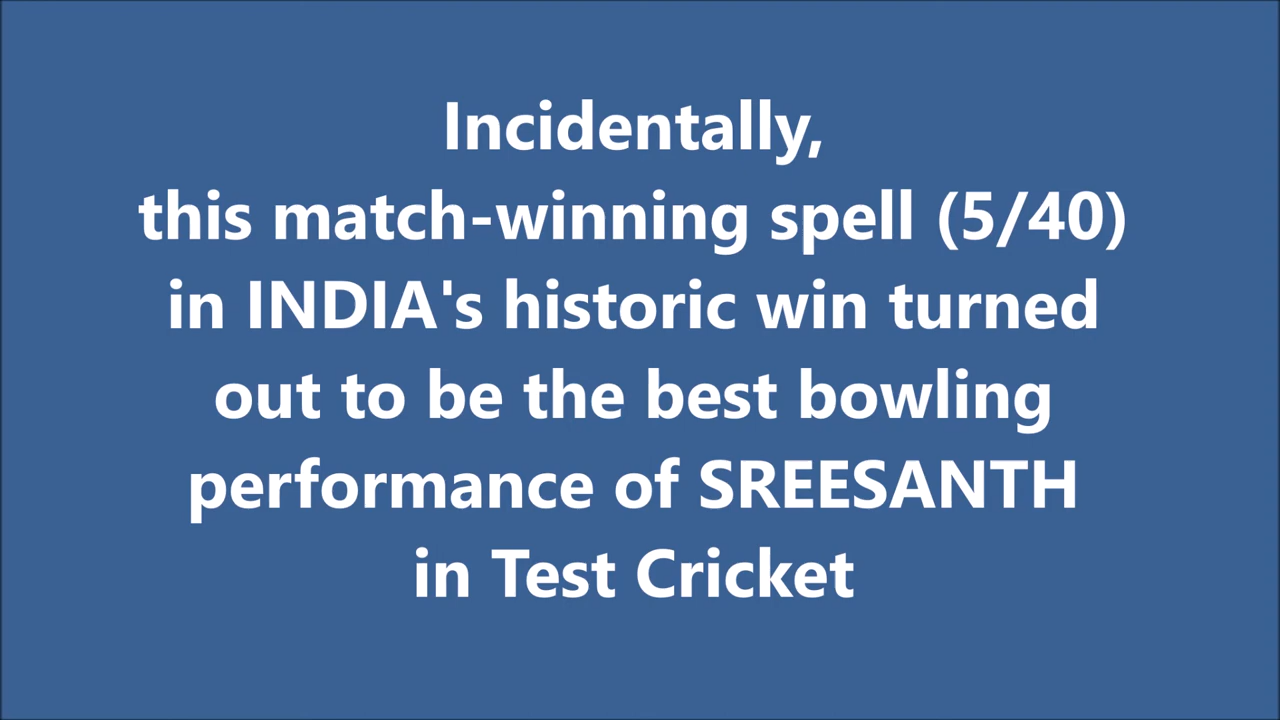 Incidentally,
this match-winning spell (5/40)
in INDIA's historic win turned
out to be the best bowling
performance of SREESANTH
in Test Cricket